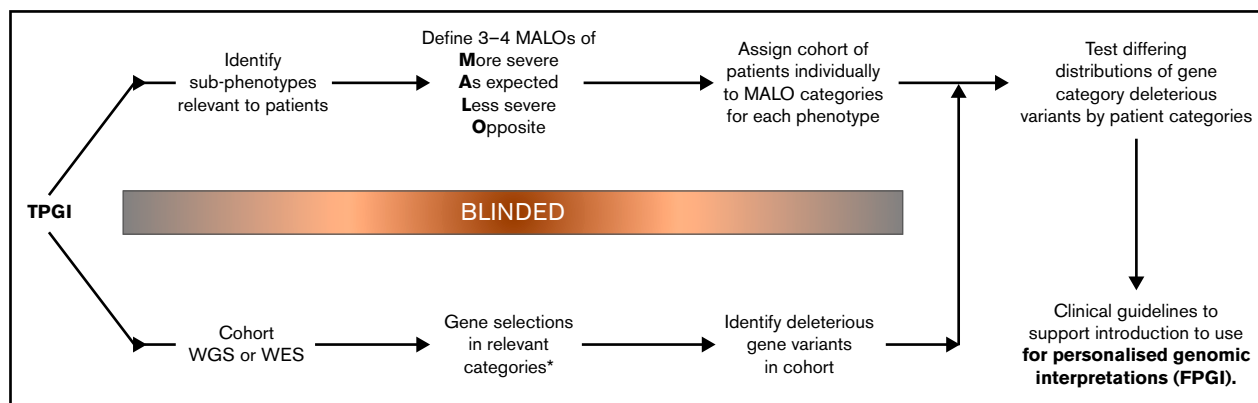 TPGI
Identify
sub-phenotypes
relevant to patients
Define 3–4 MALOs of
More severe
As expected
Less severe
Opposite
Assign cohort of
patients individually
to MALO categories
for each phenotype
Test differing
distributions of gene
category deleterious
variants by patient categories
BLINDED
Cohort
WGS or WES
Gene selections
in relevant
categories*
Identify deleterious
gene variants
in cohort
Clinical guidelines to
support introduction to use
for personalised genomic
interpretations (FPGI).